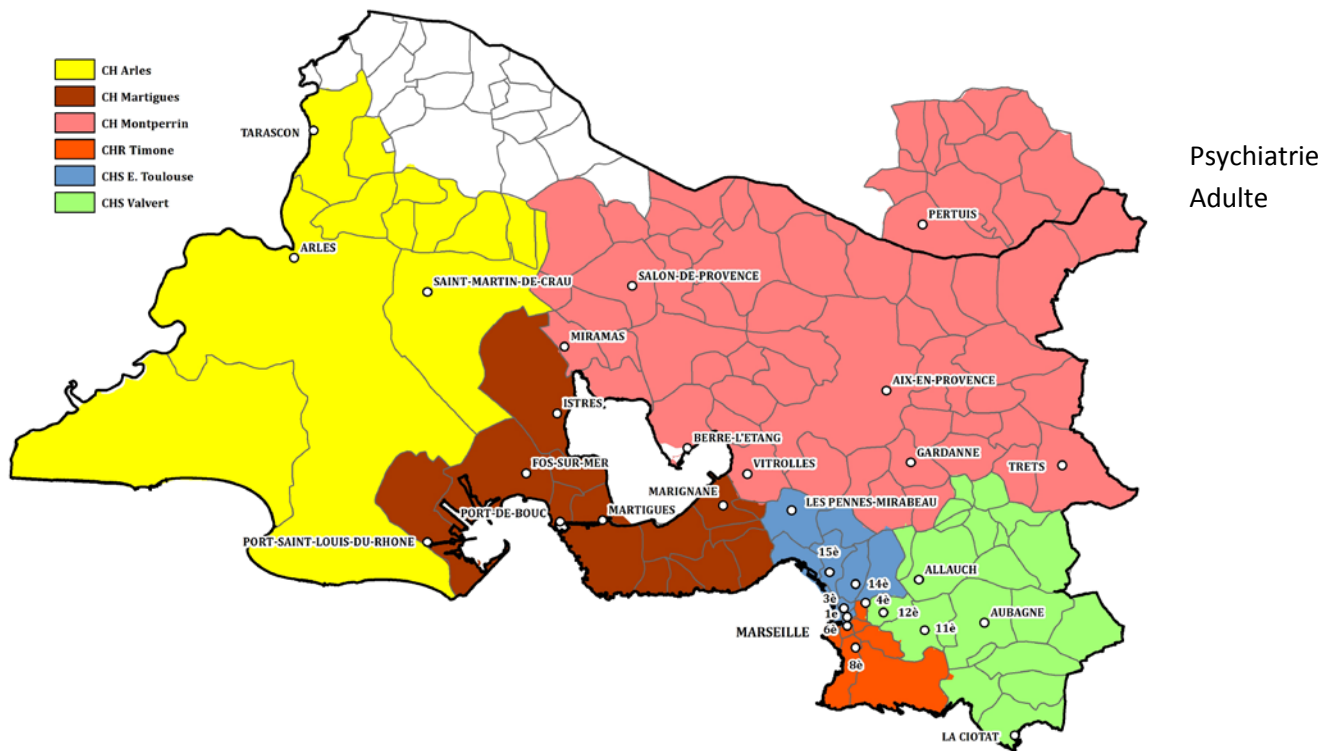 CH Arles
CH Martigues
CH Montperrin
CHR Timone
CHS E. Toulouse
CHS Valvert
Psychiatrie
Adulte
TARASCON
PERTUIS
ARLES
SAINT-MARTIN-DE-CRAU
SALON-DE-PROVENCE
MIRAMAS
AIX-EN-PROVENCE
ISTRES
BERRE-L'ETANG
GARDANNE
FOS-SUR-MER
VITROLLES
TRETS
MARIGNANE
LES PENNES-MIRABEAU
PORT-DE-BOUC
MARTIGUES
PORT-SAINT-LOUIS-DU-RHONE
15è
14è
ALLAUCH
3è
4è
1e
12è
AUBAGNE
MARSEILLE
6è
11è
8è
LA CIOTAT